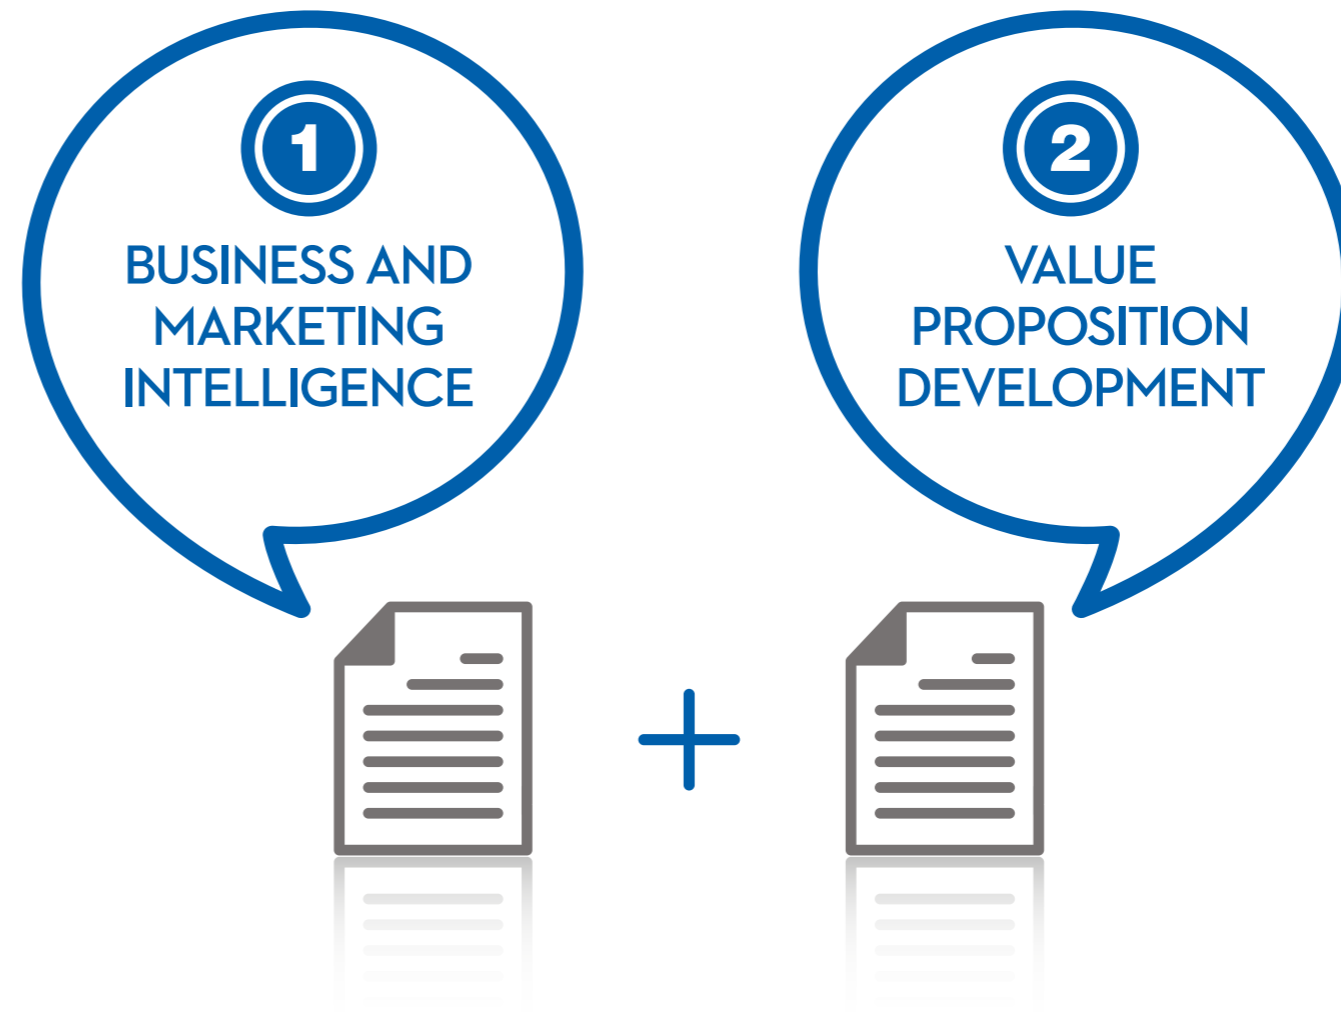 1
BUSINESS AND
MARKETING
INTELLIGENCE
2
VALUE
PROPOSITION
DEVELOPMENT
+